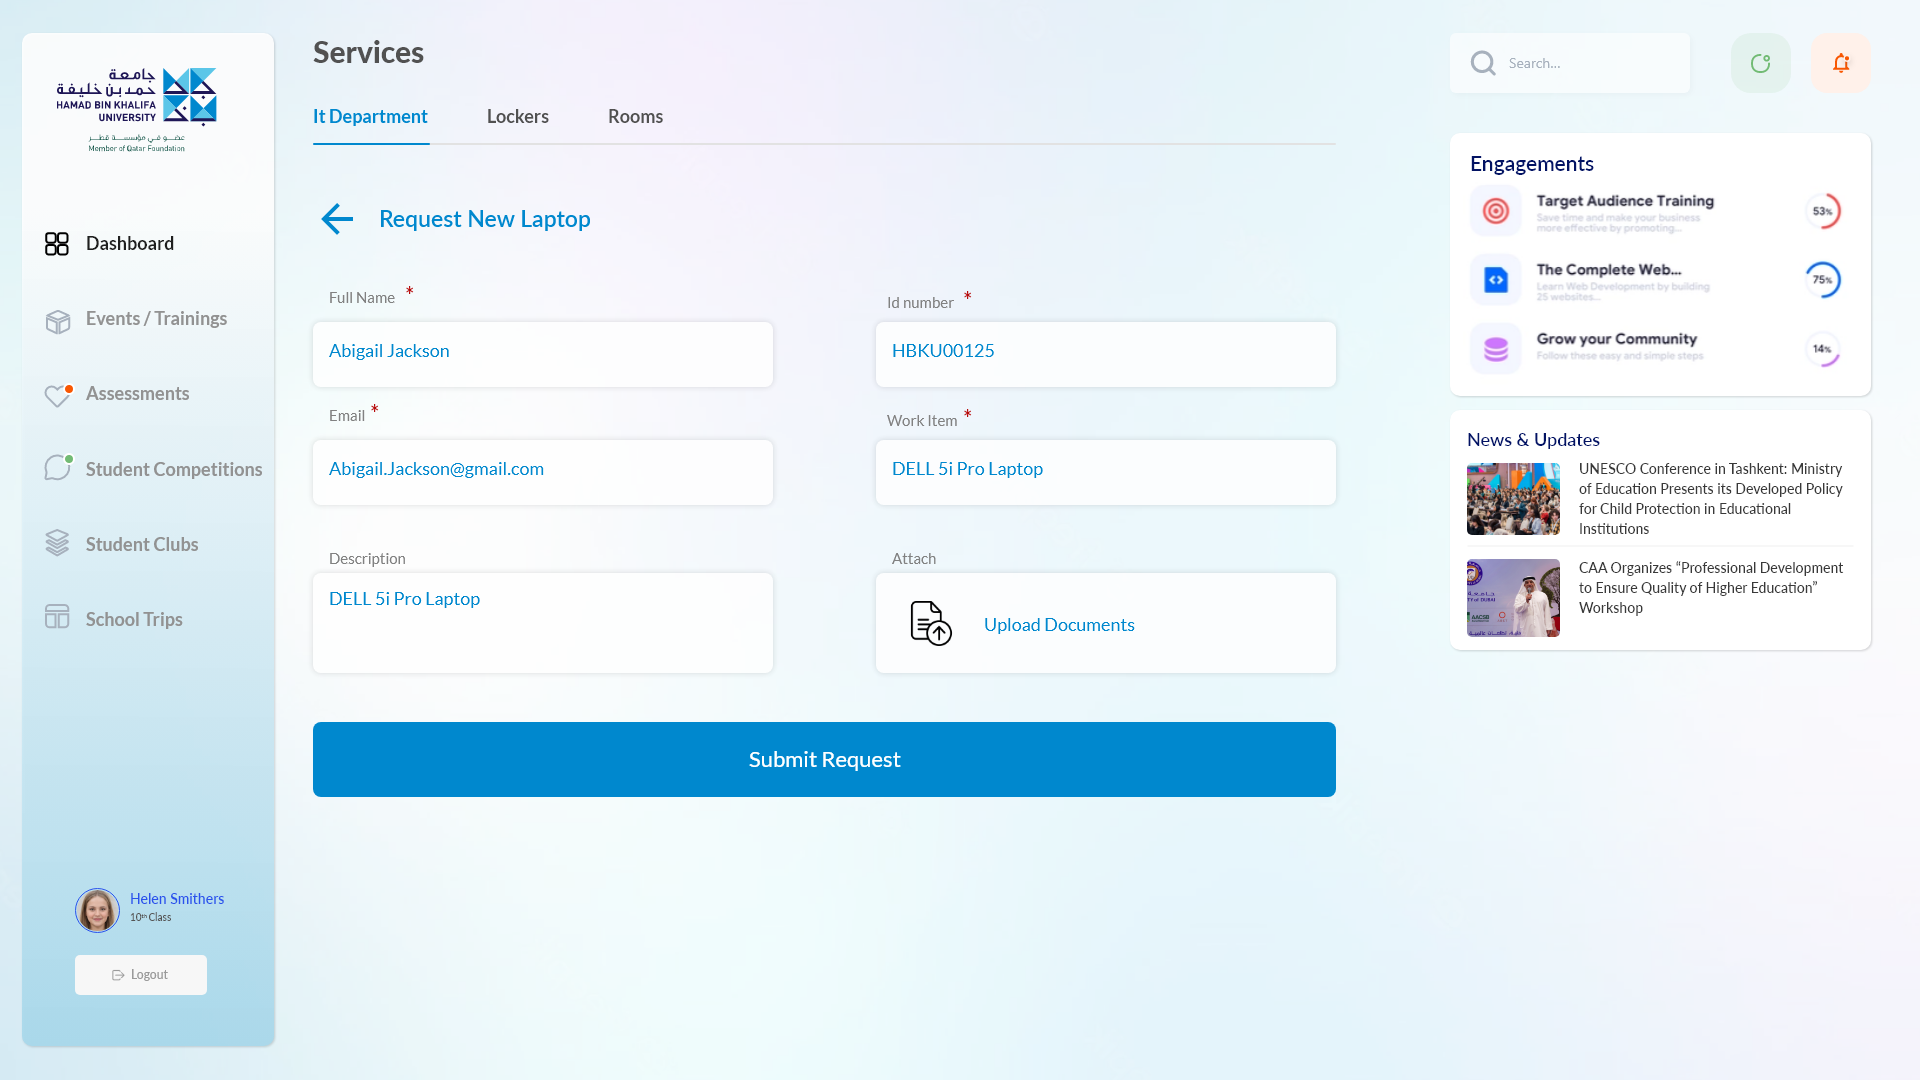 جامعة
حمد بن خليفة
HAMAD BIN KHALIFA
UNIVERSITY
عضو في مؤسسة قطر
Member of Qatar Foundation
Dashboard
Events / Trainings
Assessments
Student Competitions
Student Clubs
School Trips
Helen Smithers
10th Class
Logout
Services
It Department
Lockers
Rooms
Request New Laptop
Full Name *
Abigail Jackson
Id number *
HBKU00125
Email *
Abigail.Jackson@gmail.com
Work Item *
DELL 5i Pro Laptop
Description
DELL 5i Pro Laptop
Attach
Upload Documents
Submit Request
Search...
Engagements
Target Audience Training
Save time and make your business
more effective by promoting...
53%
The Complete Web...
Learn Web Development by building
25 websites...
75%
Grow your Community
Follow these easy and simple steps
14%
News & Updates
UNESCO Conference in Tashkent: Ministry
of Education Presents its Developed Policy
for Child Protection in Educational
Institutions
CAA Organizes “Professional Development
to Ensure Quality of Higher Education”
Workshop
AACSB